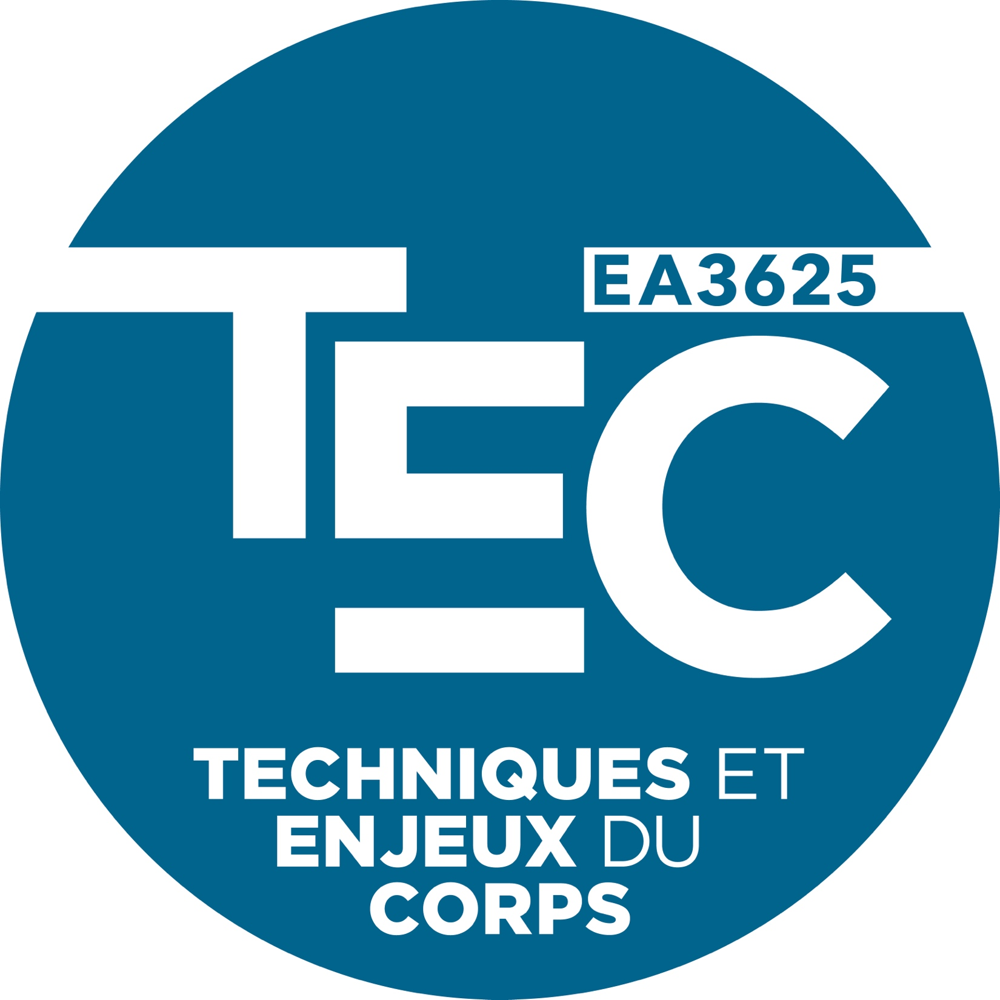 EA3625
TEC
TECHNIQUES ET
ENJEUX DU
CORPS